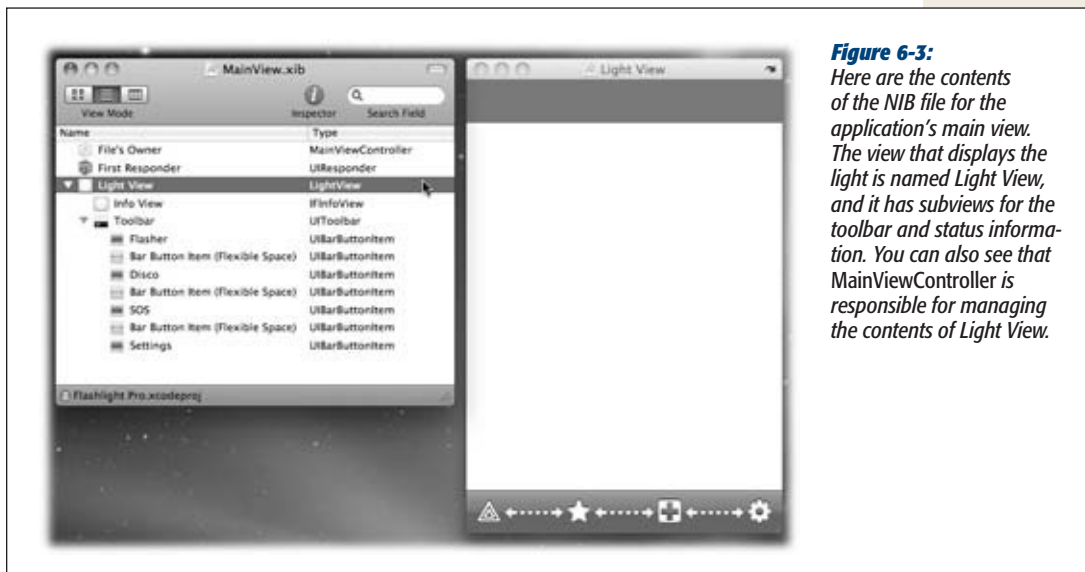 MainView.xib
View Mode
Inspector
Search Field
Name Type
File's Owner MainViewController
First Responder UIResponder
Light View LightView
Info View IFInfoView
Toolbar UIToolbar
Flasher UIBarButtonItem
Bar Button Item (Flexible Space) UIBarButtonItem
Disco UIBarButtonItem
Bar Button Item (Flexible Space) UIBarButtonItem
SOS UIBarButtonItem
Bar Button Item (Flexible Space) UIBarButtonItem
Settings UIBarButtonItem
Flashlight Pro.xcodeproj
Light View
Figure 6-3:
Here are the contents
of the NIB file for the
application's main view.
The view that displays the
light is named Light View,
and it has subviews for the
toolbar and status informa-
tion. You can also see that
MainViewController is
responsible for managing
the contents of Light View.